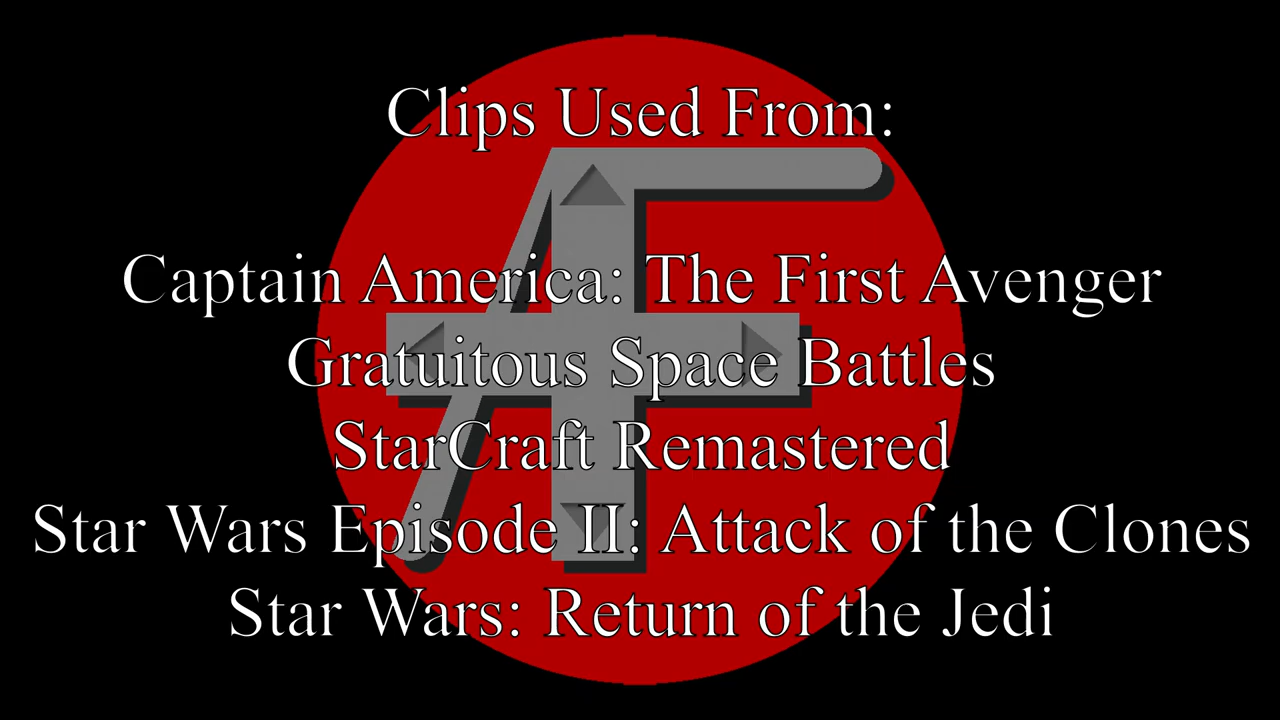 Clips Used From:
Captain America: The First Avenger
Gratuitous Space Battles
StarCraft Remastered
Star Wars Episode II: Attack of the Clones
Star Wars: Return of the Jedi